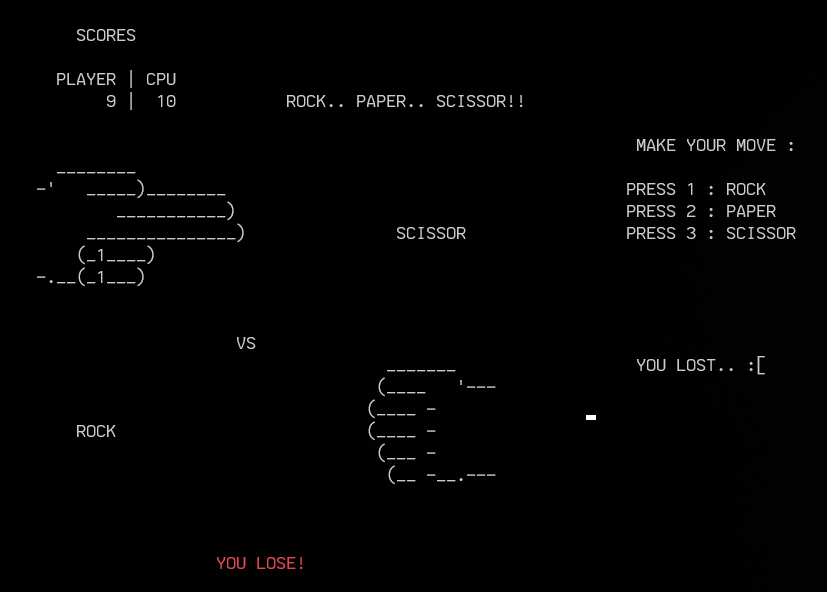 SCORES
PLAYER | CPU
9 | 10
ROCK.. PAPER.. SCISSOR!!
MAKE YOUR MOVE :
PRESS 1 : ROCK
PRESS 2 : PAPER
PRESS 3 : SCISSOR
SCISSOR
VS
YOU LOST.. :[
ROCK
YOU LOSE!